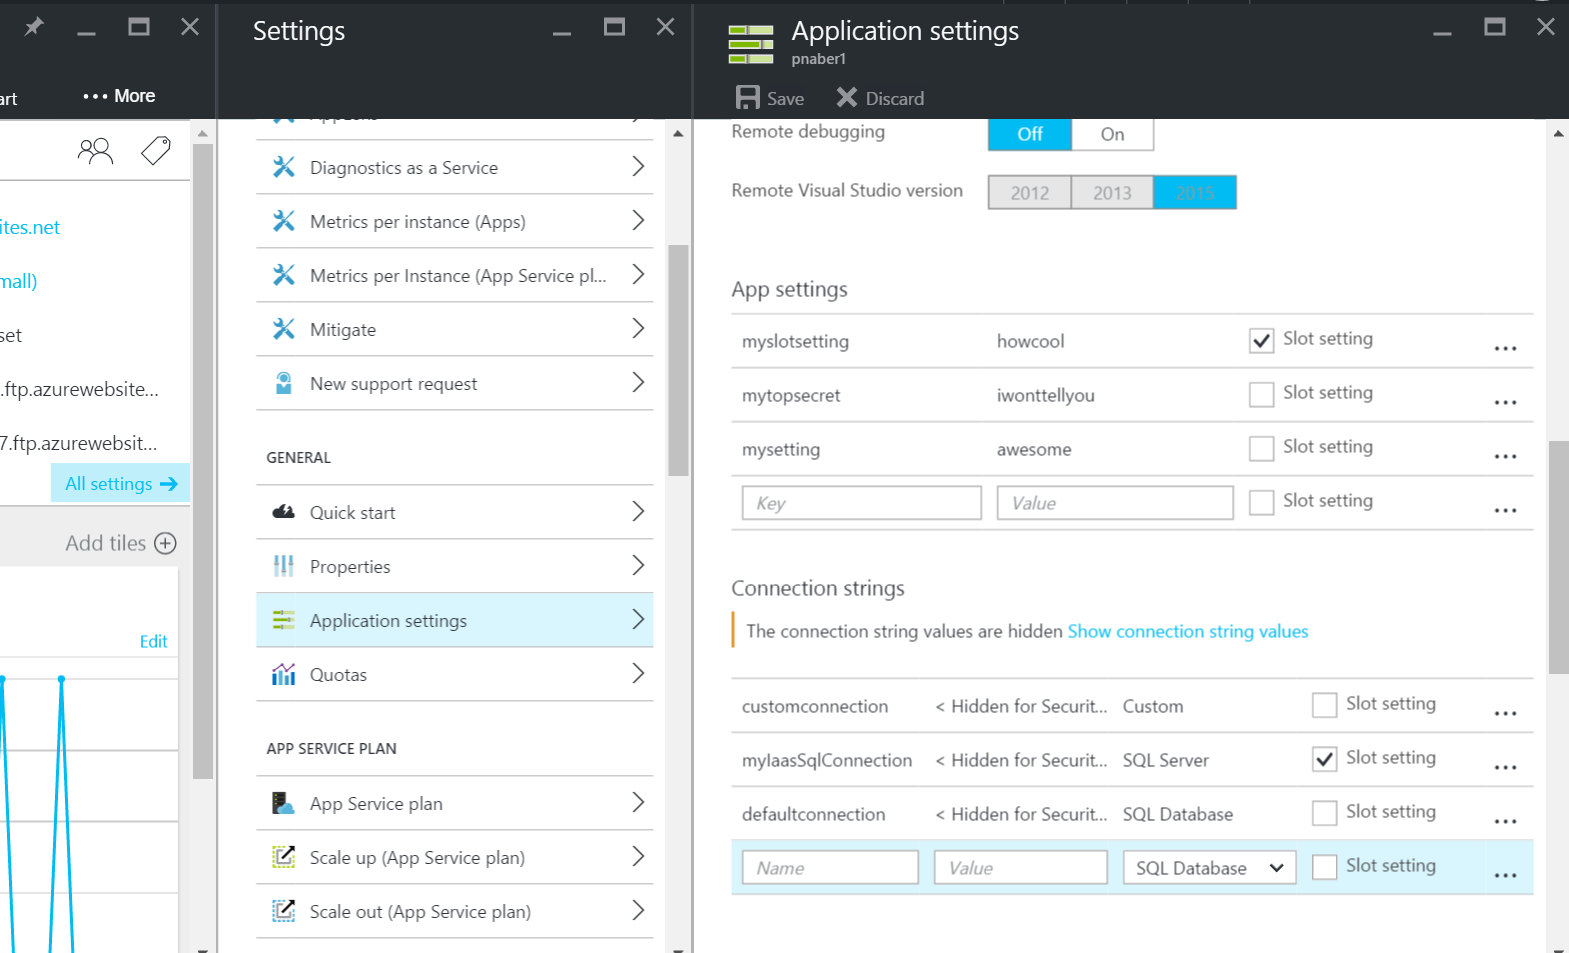 art
More
ites.net
mall)
set
.ftp.azurewebsite...
7.ftp.azurewebsit...
All settings
Add tiles
Edit
Settings
Diagnostics as a Service
Metrics per instance (Apps)
Metrics per Instance (App Service pl...
Mitigate
New support request
GENERAL
Quick start
Properties
Application settings
Quotas
APP SERVICE PLAN
App Service plan
Scale up (App Service plan)
Scale out (App Service plan)
Application settings
pnaber1
Save Discard
Remote debugging Off On
Remote Visual Studio version 2012 2013 2015
App settings
myslotsetting howcool Slot setting ...
mytopsecret iwonttellyou Slot setting ...
mysetting awesome Slot setting ...
Key Value Slot setting ...
Connection strings
The connection string values are hidden Show connection string values
customconnection < Hidden for Securit... Custom Slot setting ...
myIaasSqlConnection < Hidden for Securit... SQL Server Slot setting ...
defaultconnection < Hidden for Securit... SQL Database Slot setting ...
Name Value SQL Database Slot setting ...